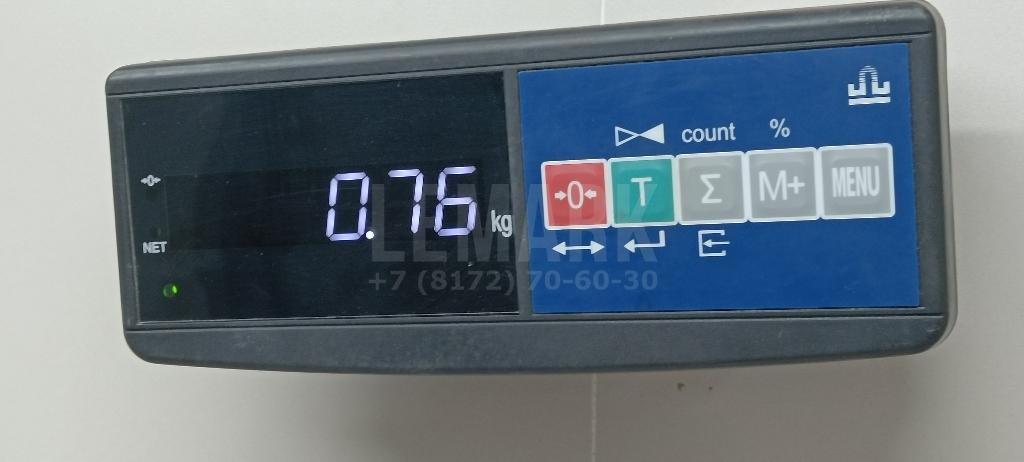 count %
→0←
0.76 kg
→0← T Σ M+ MENU
NET
LEMARK
+7 (8172) 70-60-30